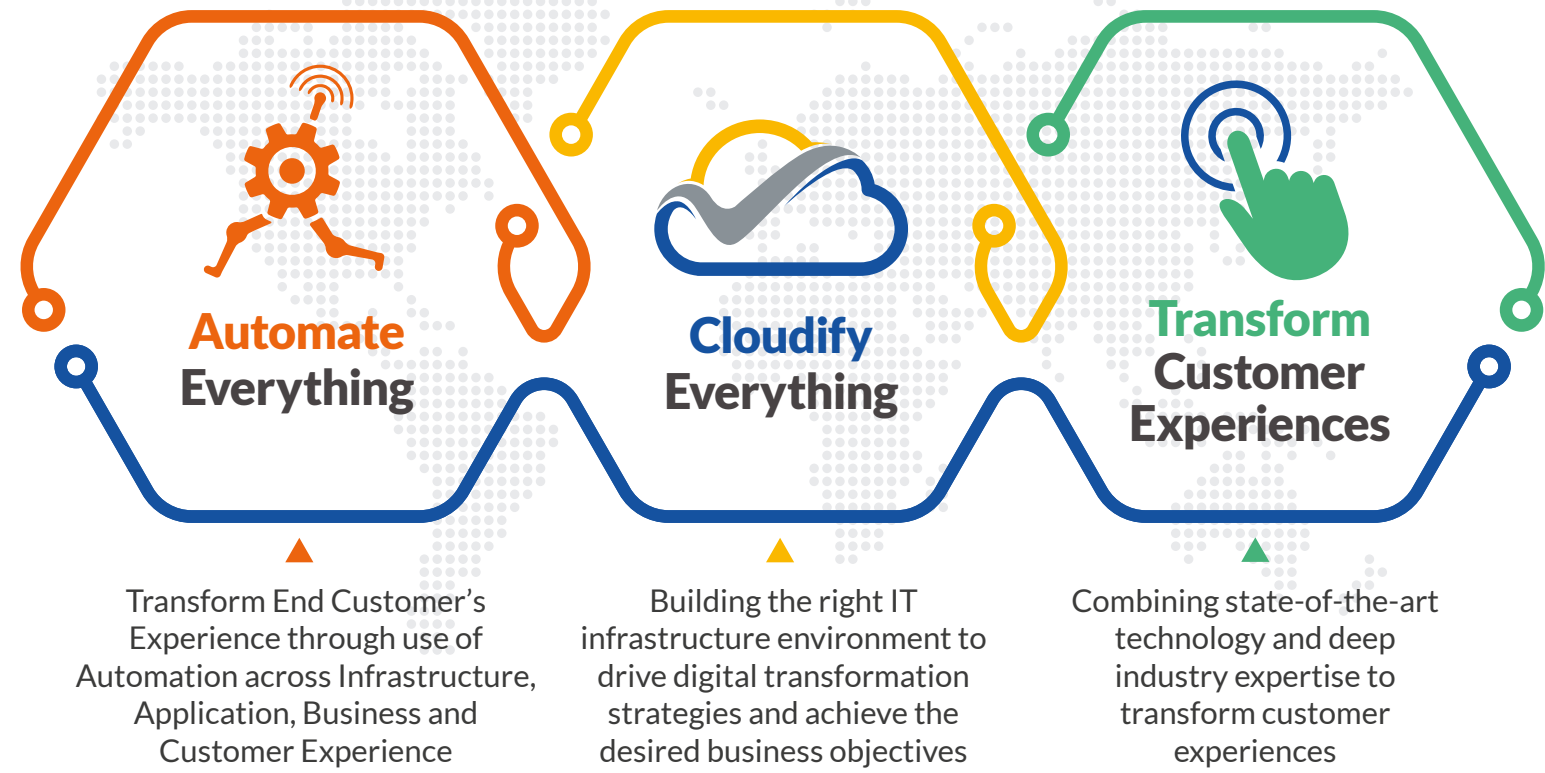 Automate
Everything
Cloudify
Everything
Transform
Customer
Experiences
Transform End Customer’s
Experience through use of
Automation across Infrastructure,
Application, Business and
Customer Experience
Building the right IT
infrastructure environment to
drive digital transformation
strategies and achieve the
desired business objectives
Combining state-of-the-art
technology and deep
industry expertise to
transform customer
experiences